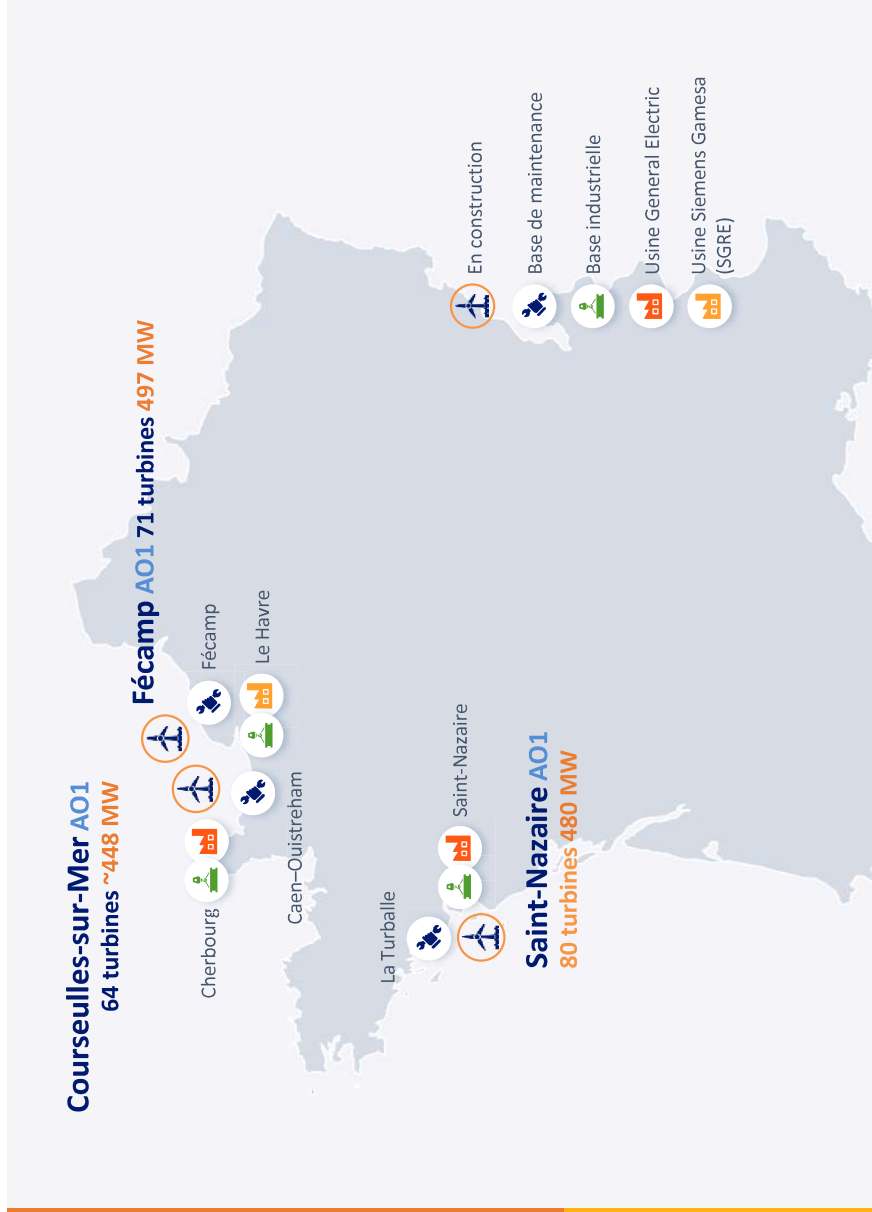 Courseulles-sur-Mer AO1
64 turbines ~448 MW
Fécamp AO1 71 turbines 497 MW
Cherbourg
Fécamp
Le Havre
Caen–Ouistreham
La Turballe
Saint-Nazaire
Saint-Nazaire AO1
80 turbines 480 MW
En construction
Base de maintenance
Base industrielle
Usine General Electric
Usine Siemens Gamesa
(SGRE)